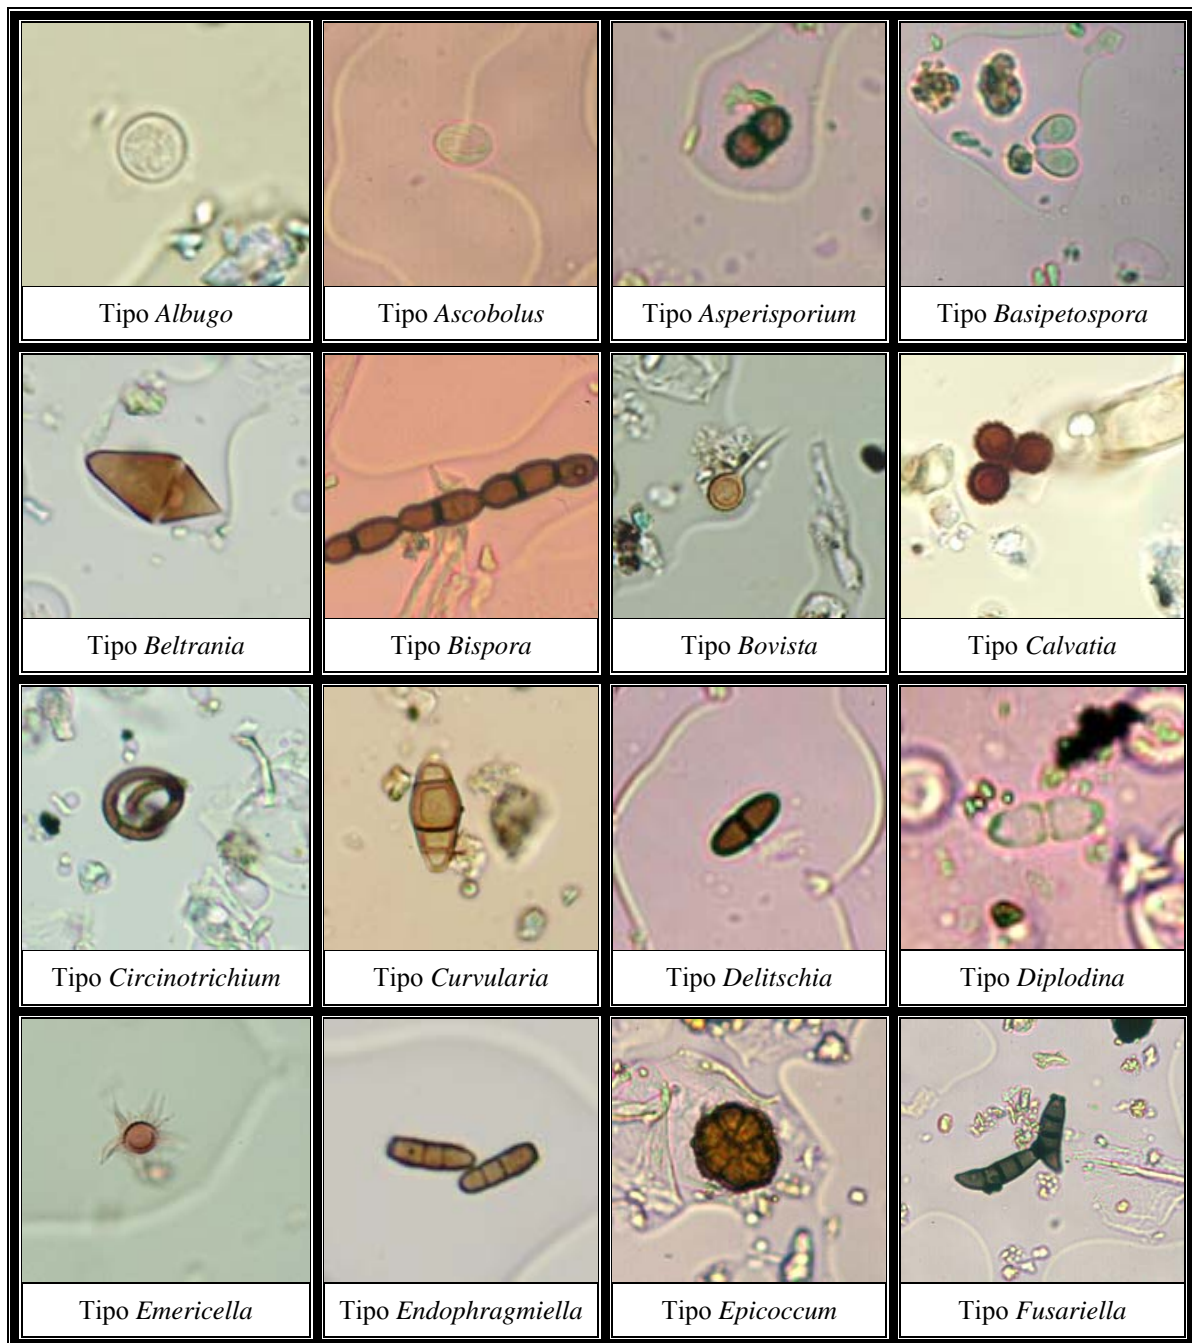 Tipo Albugo
Tipo Ascobolus
Tipo Asperisporium
Tipo Basipetospora
Tipo Beltrania
Tipo Bispora
Tipo Bovista
Tipo Calvatia
Tipo Circinotrichium
Tipo Curvularia
Tipo Delitschia
Tipo Diplodina
Tipo Emericella
Tipo Endophragmiella
Tipo Epicoccum
Tipo Fusariella